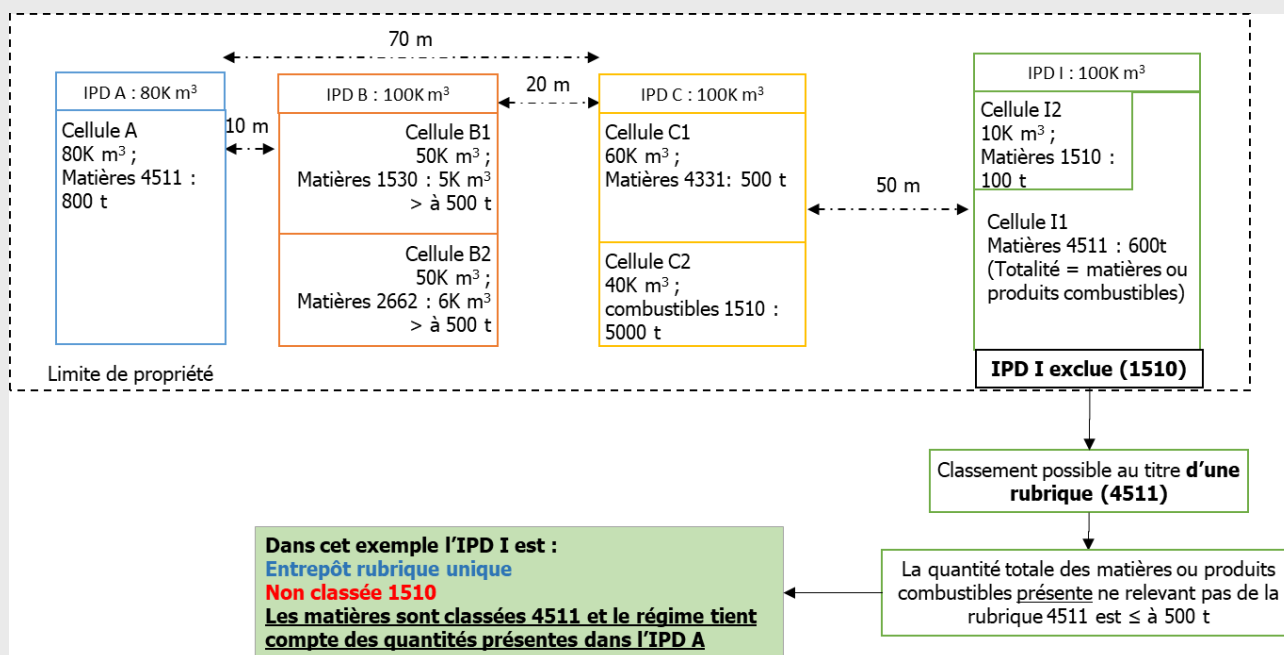 70 m
IPD A : 80K m³
10 m
Cellule A
80K m³ ;
Matières 4511 :
800 t
IPD B : 100K m³
Cellule B1
50K m³ ;
Matières 1530 : 5K m³
> à 500 t
Cellule B2
50K m³ ;
Matières 2662 : 6K m³
> à 500 t
20 m
IPD C : 100K m³
Cellule C1
60K m³ ;
Matières 4331: 500 t
Cellule C2
40K m³ ;
combustibles 1510 :
5000 t
50 m
IPD I : 100K m³
Cellule I2
10K m³ ;
Matières 1510 :
100 t
Cellule I1
Matières 4511 : 600t
(Totalité = matières ou
produits combustibles)
Limite de propriété
IPD I exclue (1510)
Classement possible au titre d'une
rubrique (4511)
La quantité totale des matières ou produits
combustibles présente ne relevant pas de la
rubrique 4511 est ≤ à 500 t
Dans cet exemple l'IPD I est :
Entrepôt rubrique unique
Non classée 1510
Les matières sont classées 4511 et le régime tient
compte des quantités présentes dans l'IPD A